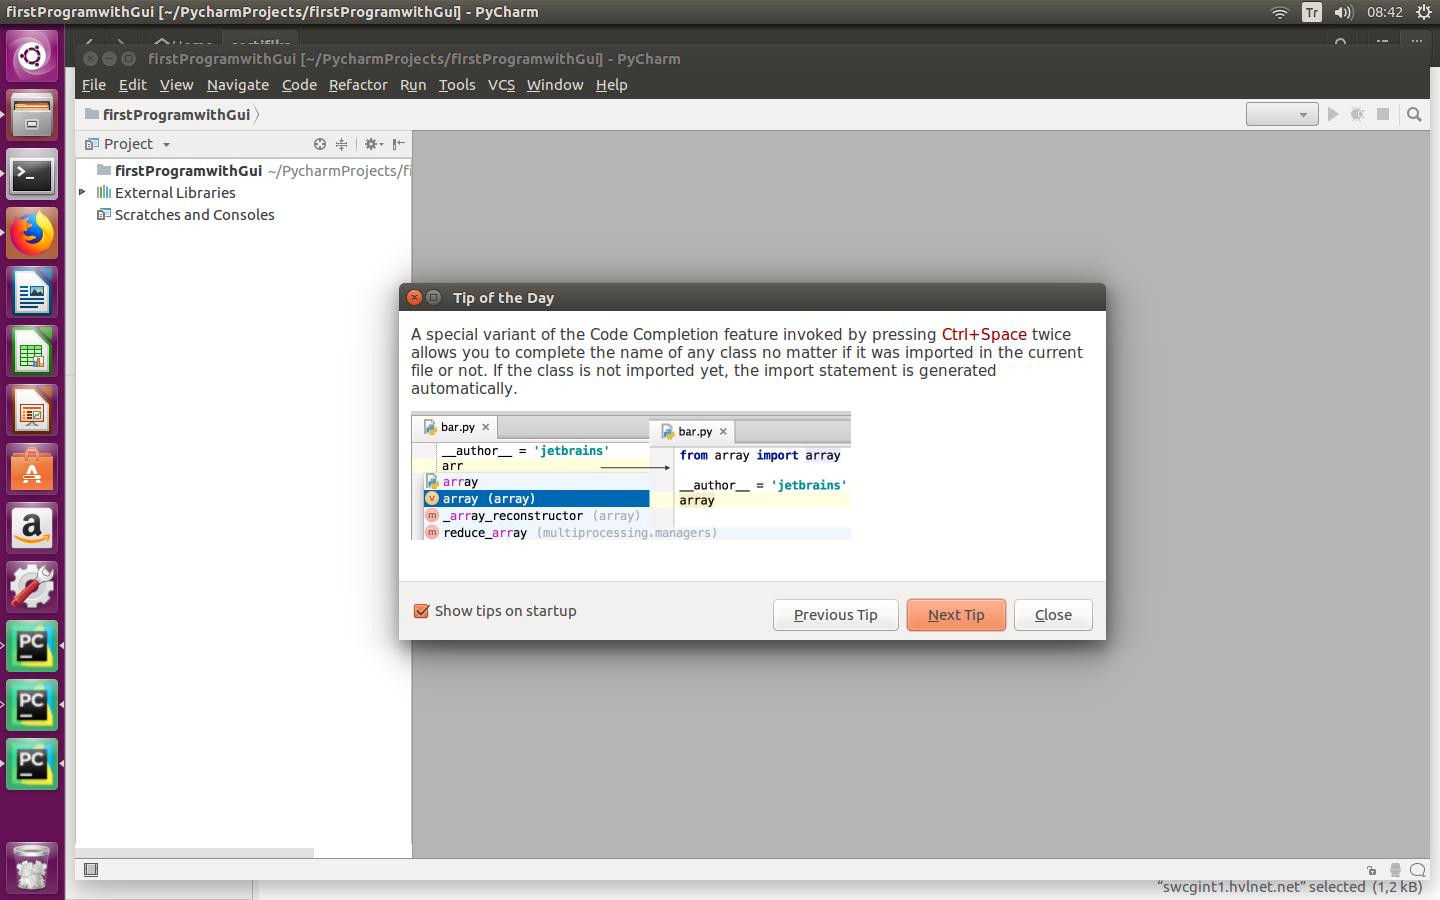 firstProgramwithGui [~/PycharmProjects/firstProgramwithGui] - PyCharm
Tr
08:42
Home
firstProgramwithGui [~/PycharmProjects/firstProgramwithGui] - PyCharm
File Edit View Navigate Code Refactor Run Tools VCS Window Help
firstProgramwithGui
Project
firstProgramwithGui ~/PycharmProjects/fi
External Libraries
Scratches and Consoles
Tip of the Day
A special variant of the Code Completion feature invoked by pressing Ctrl+Space twice
allows you to complete the name of any class no matter if it was imported in the current
file or not. If the class is not imported yet, the import statement is generated
automatically.
bar.py
__author__ = 'jetbrains'
arr
array
v array (array)
m _array_reconstructor (array)
m reduce_array (multiprocessing.managers)
bar.py
from array import array
__author__ = 'jetbrains'
array
Show tips on startup
Previous Tip
Next Tip
Close
PC
PC
PC
"swcgint1.hvlnet.net" selected (1,2 kB)